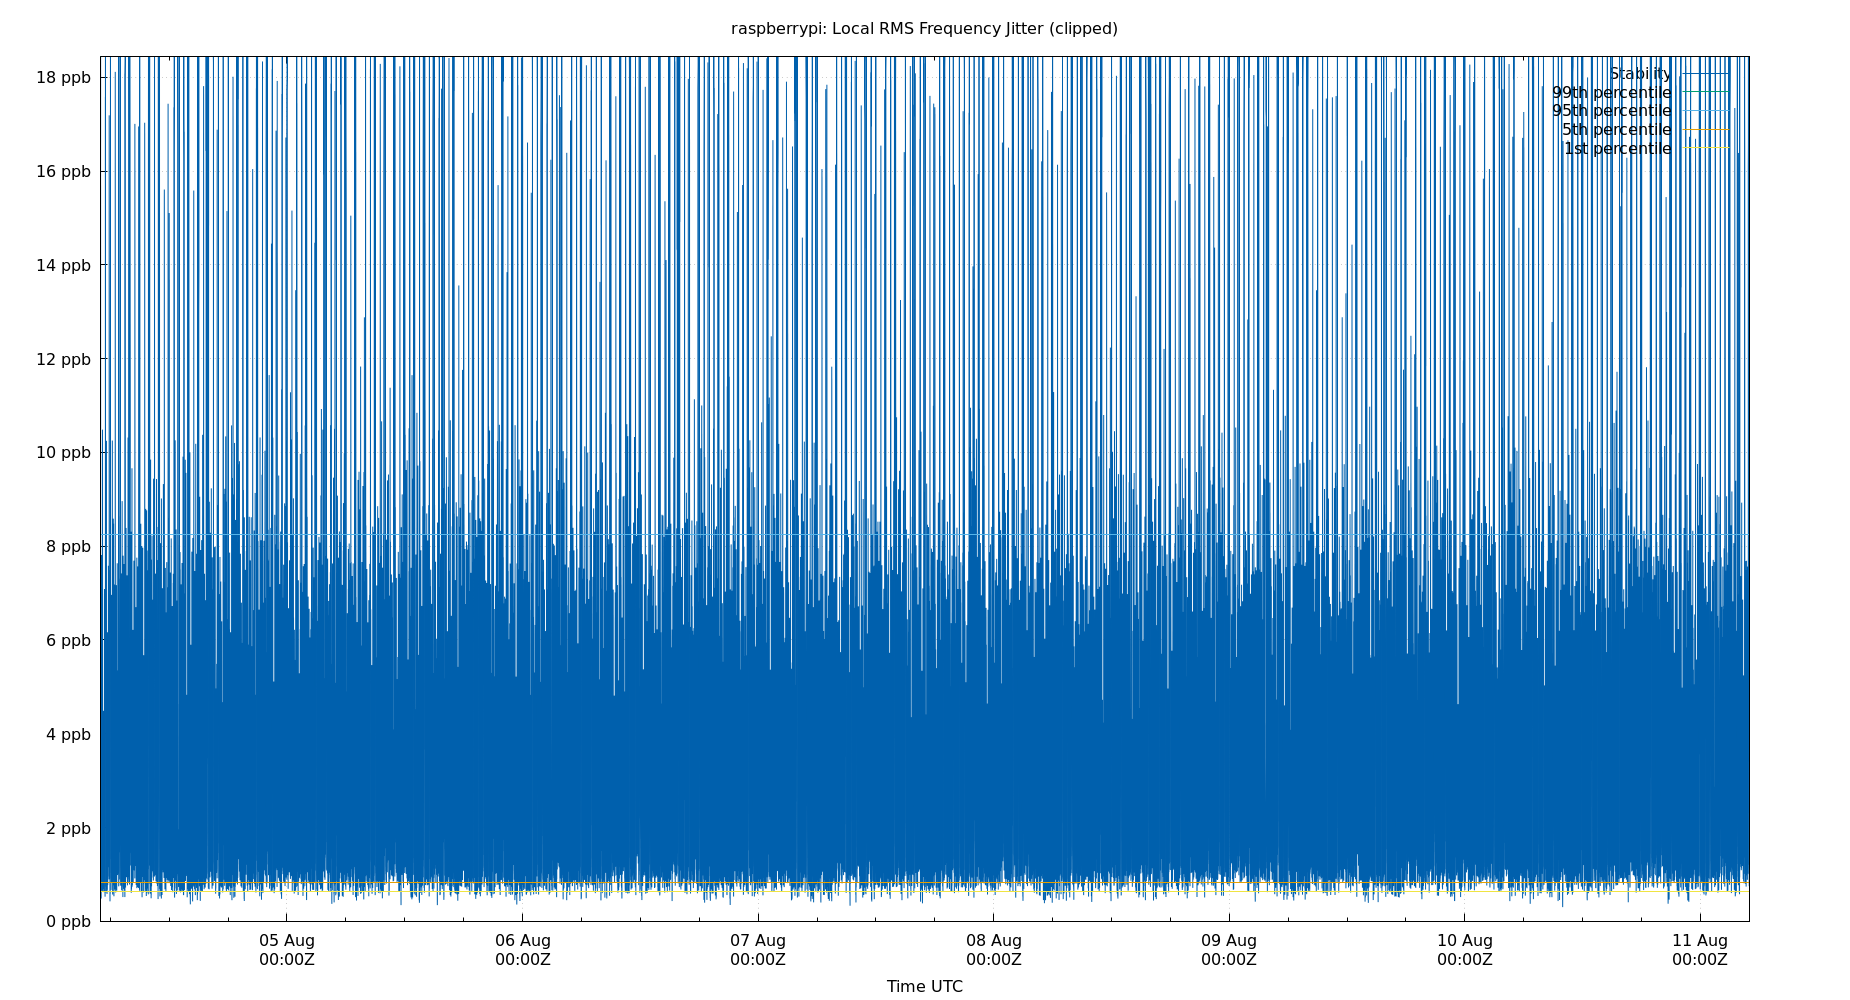 raspberrypi: Local RMS Frequency Jitter (clipped)
18 ppb
16 ppb
14 ppb
12 ppb
10 ppb
8 ppb
6 ppb
4 ppb
2 ppb
0 ppb
Stability
99th percentile
95th percentile
5th percentile
1st percentile
05 Aug
00:00Z
06 Aug
00:00Z
07 Aug
00:00Z
08 Aug
00:00Z
09 Aug
00:00Z
10 Aug
00:00Z
11 Aug
00:00Z
Time UTC